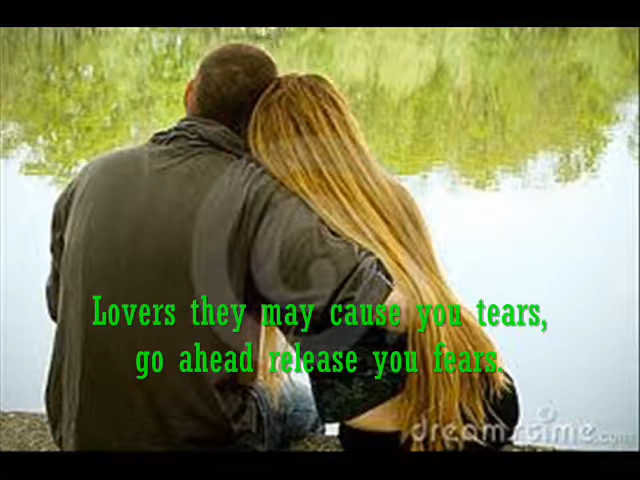 Lovers they may cause you tears,
go ahead release you fears.
dreamstime.com